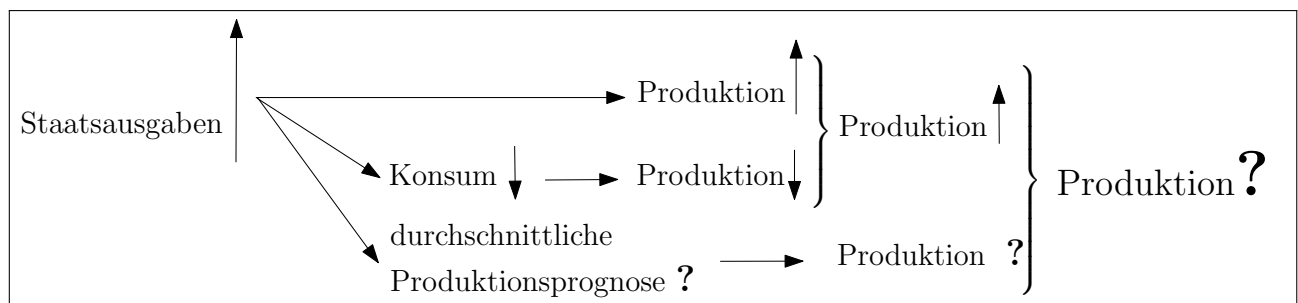 Staatsausgaben
Produktion
Konsum
Produktion
Produktion
durchschnittliche
Produktionsprognose ?
Produktion ?
Produktion ?